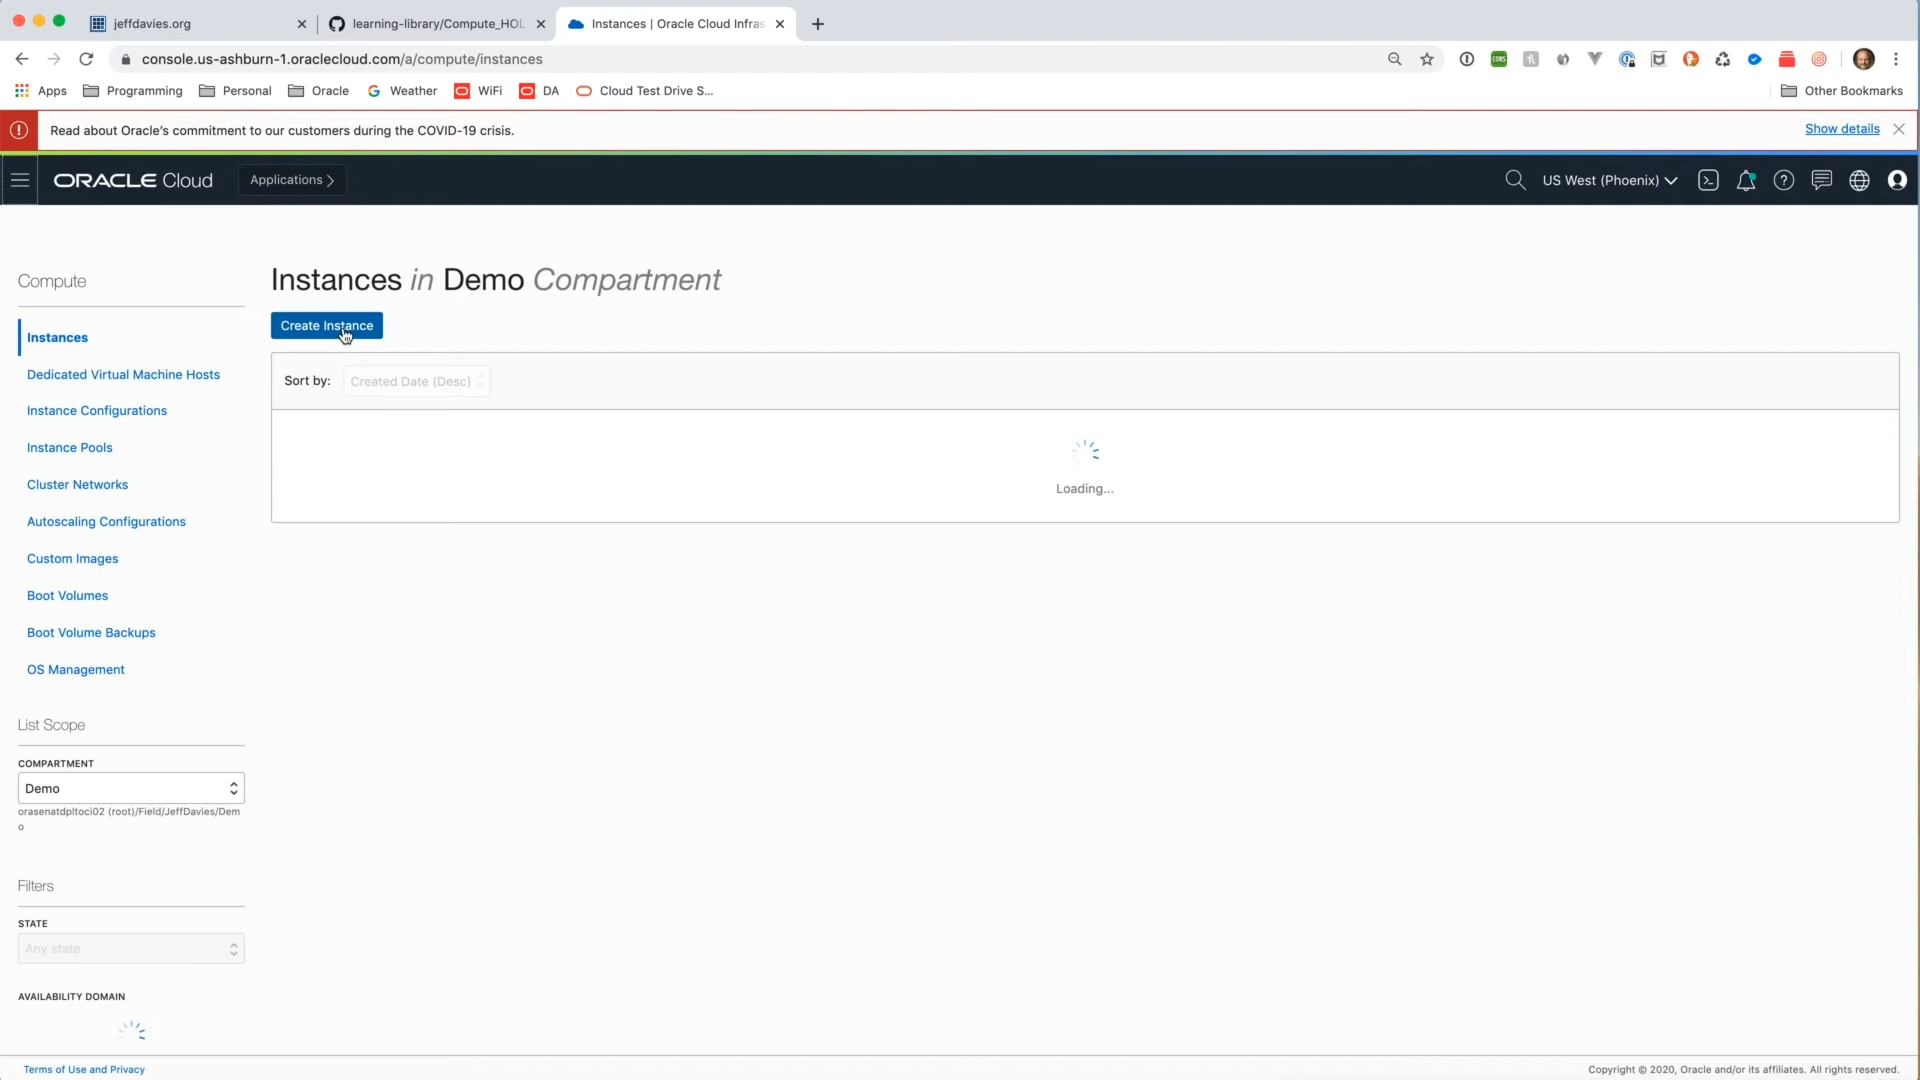 jeffdavies.org
learning-library/Compute_HOL
Instances | Oracle Cloud Infras
console.us-ashburn-1.oraclecloud.com/a/compute/instances
Apps
Programming
Personal
Oracle
Weather
WiFi
DA
Cloud Test Drive S...
Other Bookmarks
Read about Oracle's commitment to our customers during the COVID-19 crisis.
Show details
ORACLE Cloud
Applications
US West (Phoenix)
Compute
Instances in Demo Compartment
Create Instance
Instances
Dedicated Virtual Machine Hosts
Instance Configurations
Instance Pools
Cluster Networks
Autoscaling Configurations
Custom Images
Boot Volumes
Boot Volume Backups
OS Management
Sort by:
Created Date (Desc)
Loading...
List Scope
COMPARTMENT
Demo
orasenatdpltoci02 (root)/Field/JeffDavies/Dem
o
Filters
STATE
Any state
AVAILABILITY DOMAIN
Terms of Use and Privacy
Copyright © 2020, Oracle and/or its affiliates. All rights reserved.